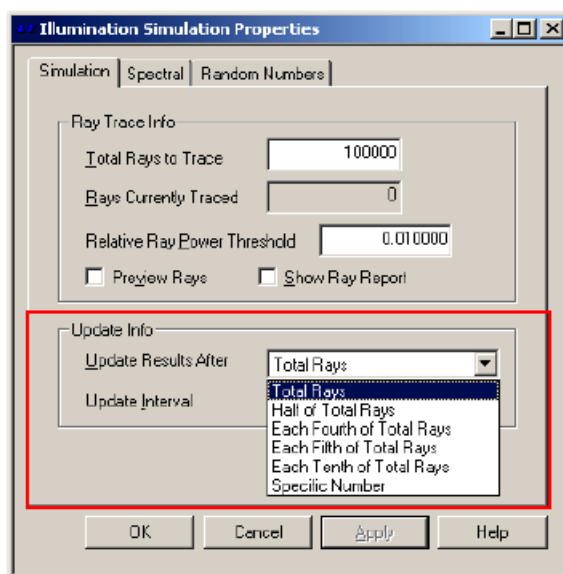 Illumination Simulation Properties
Simulation Spectral Random Numbers
Ray Trace Info
Total Rays to Trace 100000
Rays Currently Traced 0
Relative Ray Power Threshold 0.010000
Preview Rays Show Ray Report
Update Info
Update Results After Total Rays
Update Interval
Total Rays
Half of Total Rays
Each Fourth of Total Rays
Each Fifth of Total Rays
Each Tenth of Total Rays
Specific Number
OK Cancel Apply Help